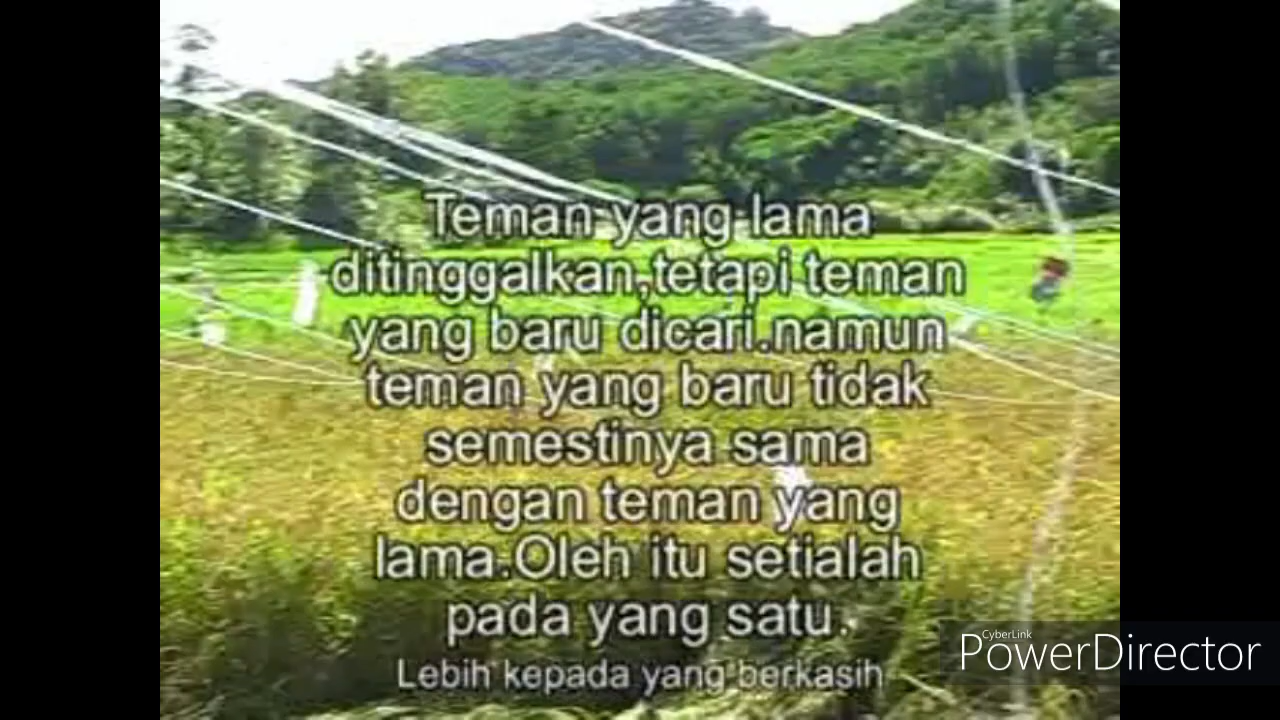 Teman yang lama
ditinggalkan,tetapi teman
yang baru dicari.namun
teman yang baru tidak
semestinya sama
dengan teman yang
lama.Oleh itu setialah
pada yang satu.
Lebih kepada yang berkasih
CyberLink
PowerDirector